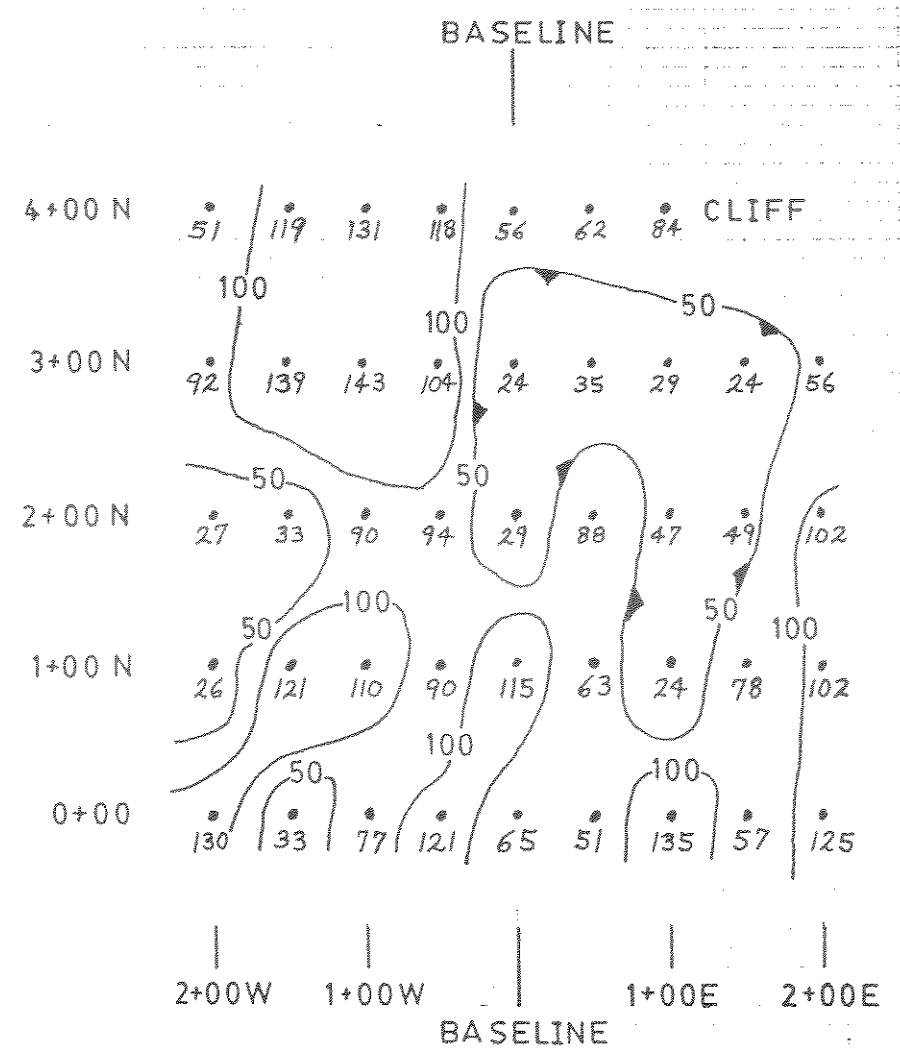 BASELINE
4+00 N CLIFF
51 119 131 118 56 62 84
100 50
100
3+00 N
92 139 143 104 24 35 29 24 56
50 50
2+00 N
27 33 90 94 29 88 47 49 102
100 50
50 100
1+00 N
26 121 110 90 115 63 24 78 102
100
50 100
0+00
130 33 77 121 65 51 135 57 125
2+00W 1+00W 1+00E 2+00E
BASELINE